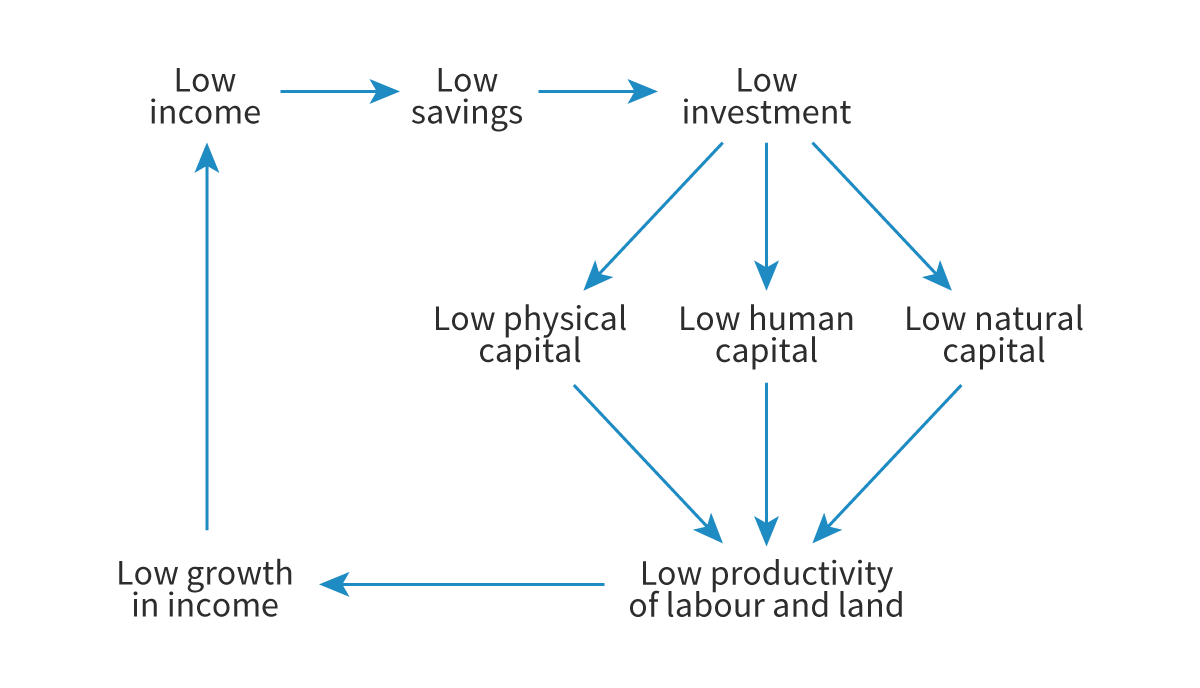 Low
income
Low
savings
Low
investment
Low physical
capital
Low human
capital
Low natural
capital
Low growth
in income
Low productivity
of labour and land